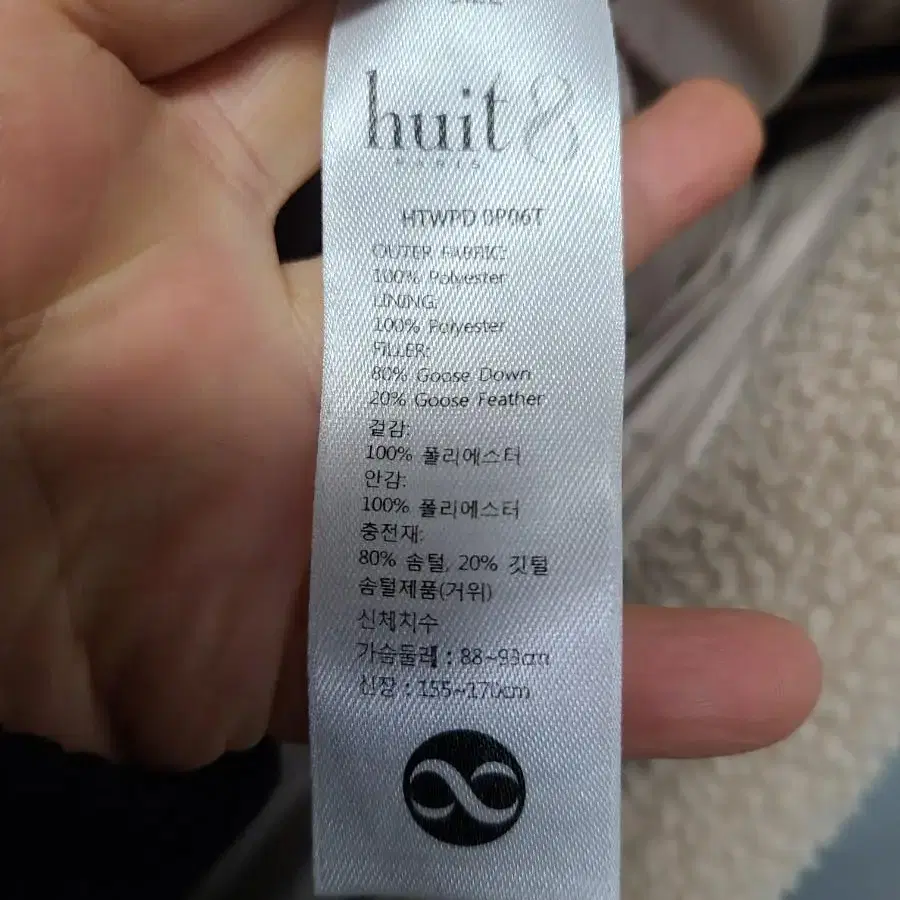 SIZE
huit 8
PARIS
HTWPD 0P06T
OUTER FABRIC:
100% Polyester
LINING:
100% Polyester
FILLER:
80% Goose Down
20% Goose Feather
겉감:
100% 폴리에스터
안감:
100% 폴리에스터
충전재:
80% 솜털, 20% 깃털
솜털제품(거위)
신체치수
가슴둘레 : 88~93cm
신장 : 155~170cm